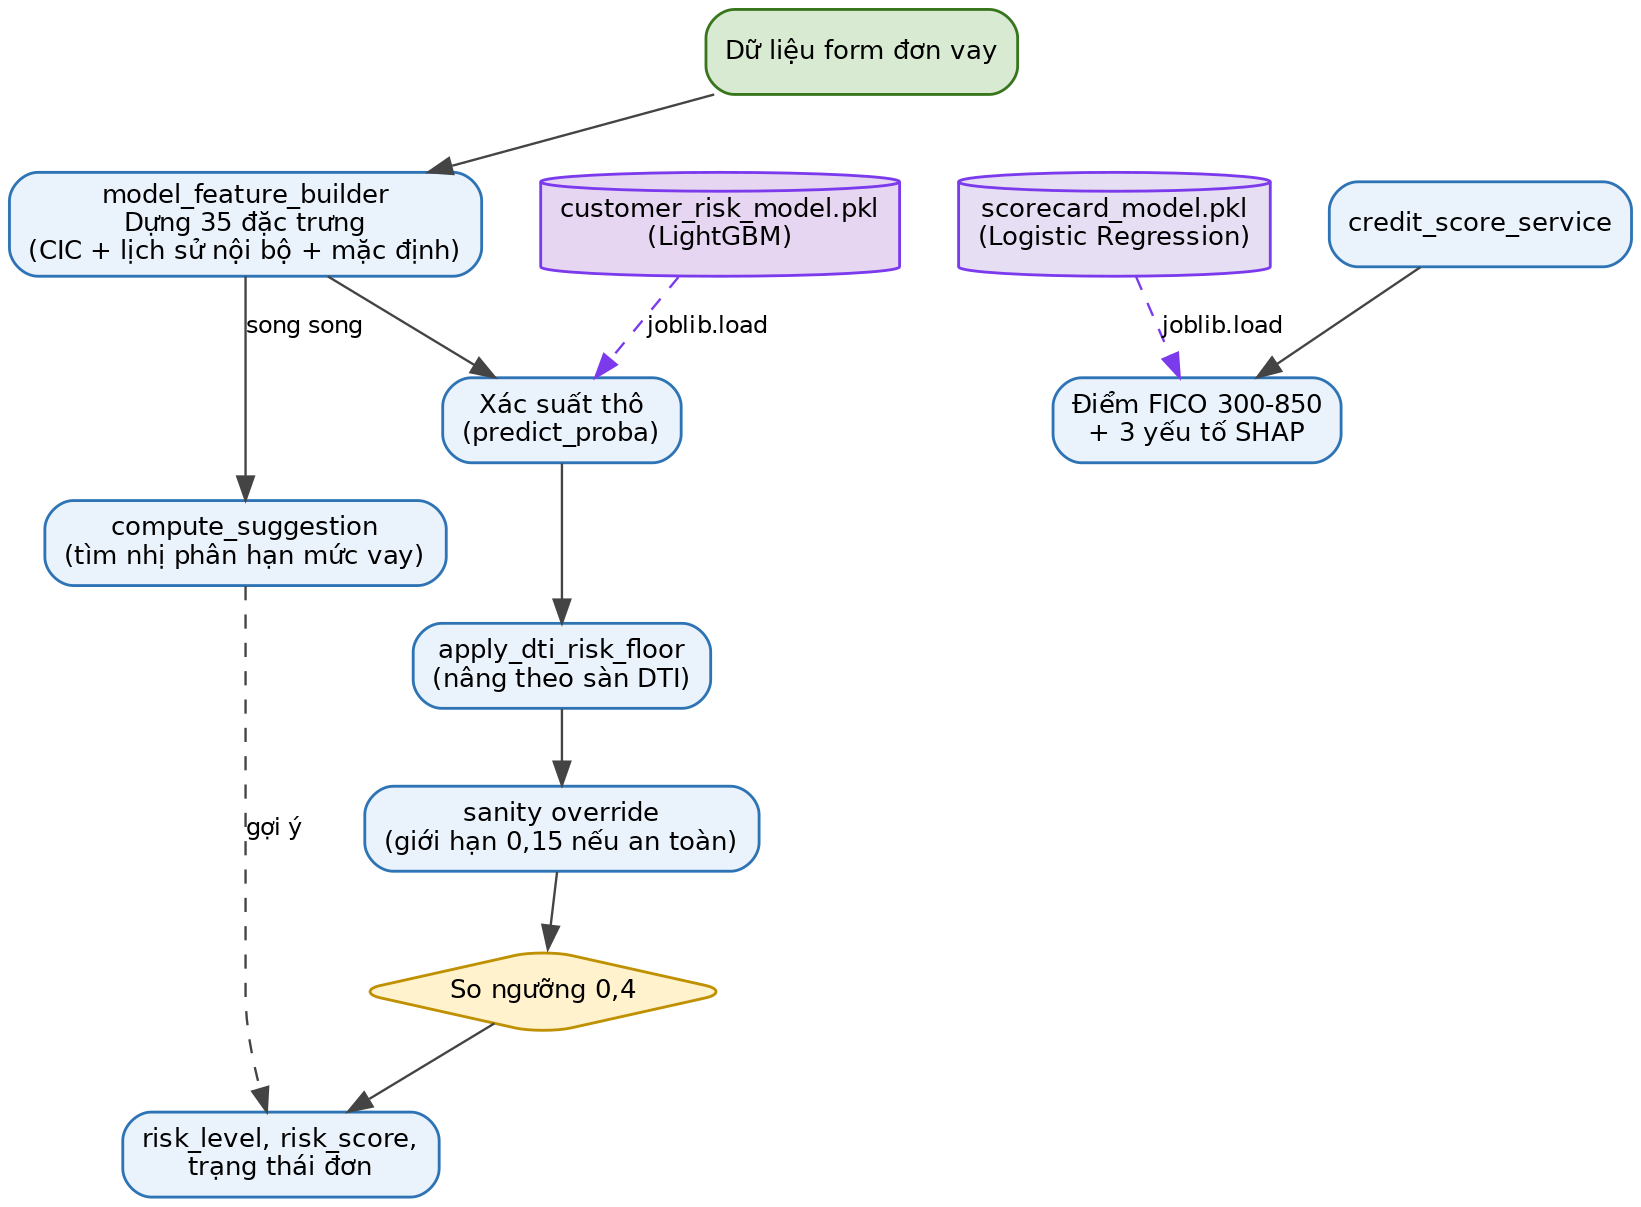 Dữ liệu form đơn vay
model_feature_builder
Dựng 35 đặc trưng
(CIC + lịch sử nội bộ + mặc định)
customer_risk_model.pkl
(LightGBM)
scorecard_model.pkl
(Logistic Regression)
credit_score_service
song song
joblib.load
joblib.load
Xác suất thô
(predict_proba)
Điểm FICO 300-850
+ 3 yếu tố SHAP
compute_suggestion
(tìm nhị phân hạn mức vay)
apply_dti_risk_floor
(nâng theo sàn DTI)
sanity override
(giới hạn 0,15 nếu an toàn)
gợi ý
So ngưỡng 0,4
risk_level, risk_score,
trạng thái đơn